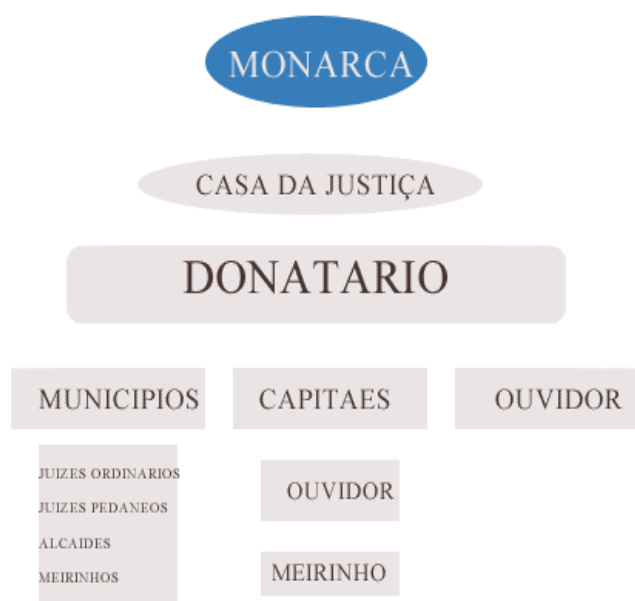 MONARCA
CASA DA JUSTIÇA
DONATARIO
MUNICIPIOS
CAPITAES
OUVIDOR
JUIZES ORDINARIOS
JUIZES PEDANEOS
ALCAIDES
MEIRINHOS
OUVIDOR
MEIRINHO